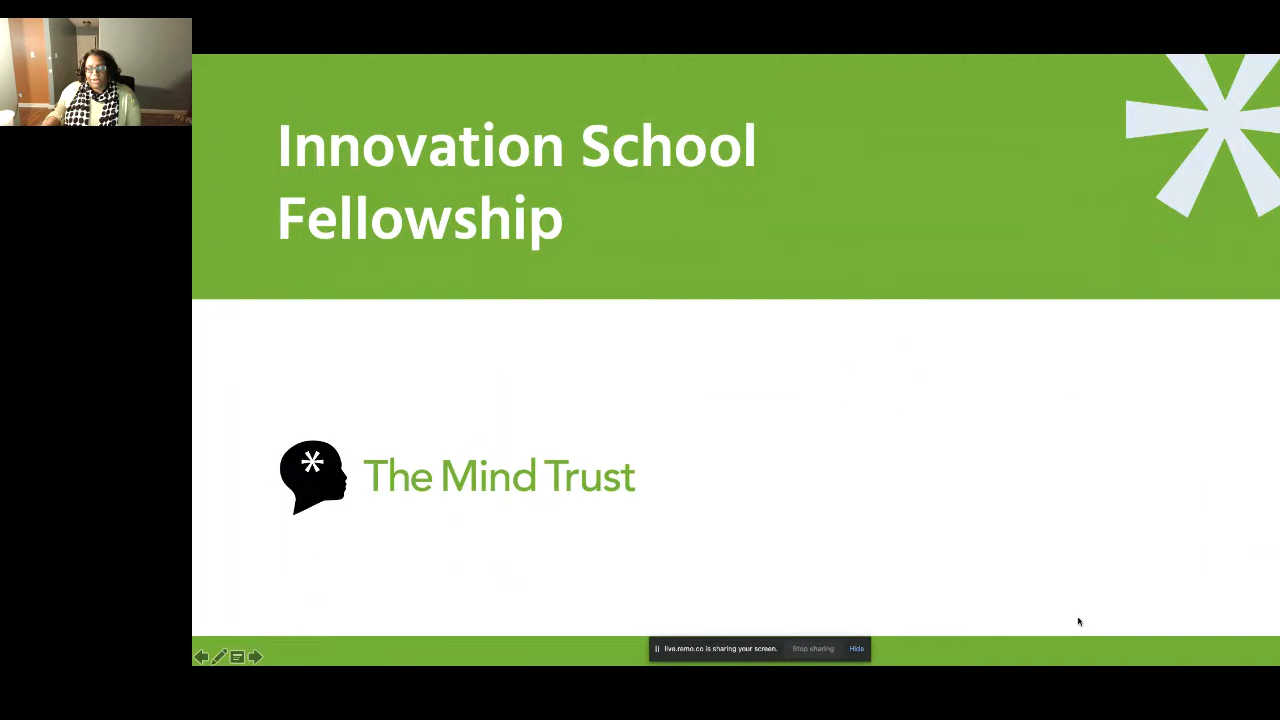 Innovation School
Fellowship
The Mind Trust
live.remo.co is sharing your screen. Stop sharing Hide